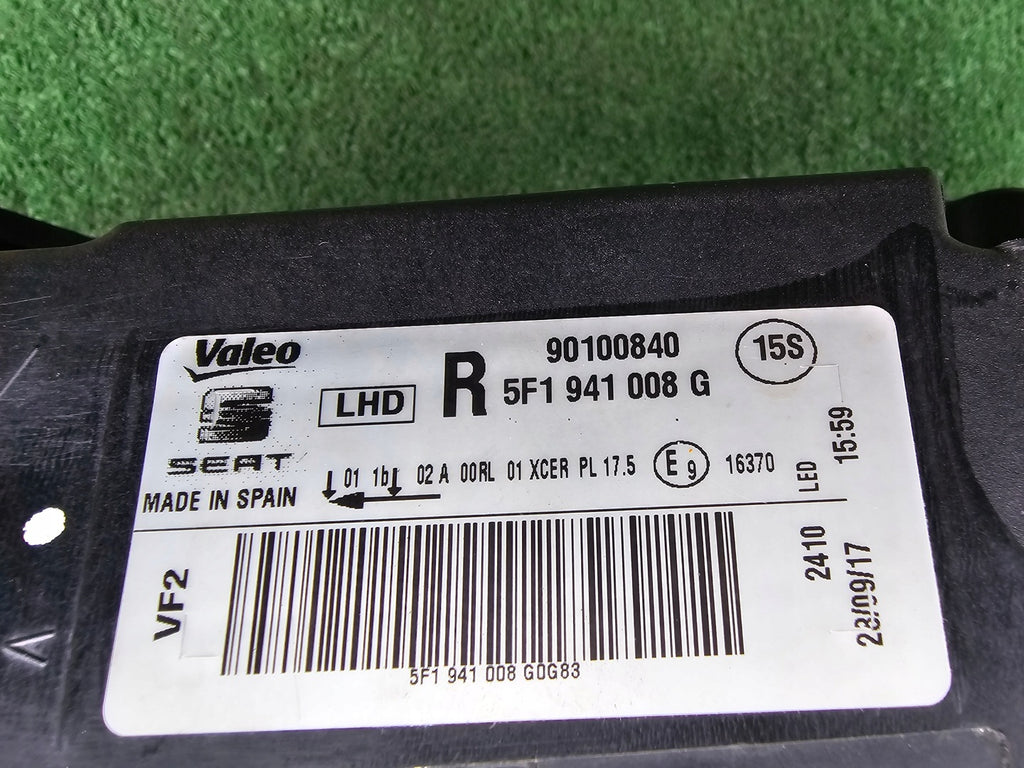 Valeo
SEAT
MADE IN SPAIN
LHD
R
90100840
5F1 941 008 G
15S
01 1b 02 A 00RL 01 XCER PL 17.5 E9 16370
LED
15:59
VF2
5F1 941 008 G0G83
2410
28/09/17